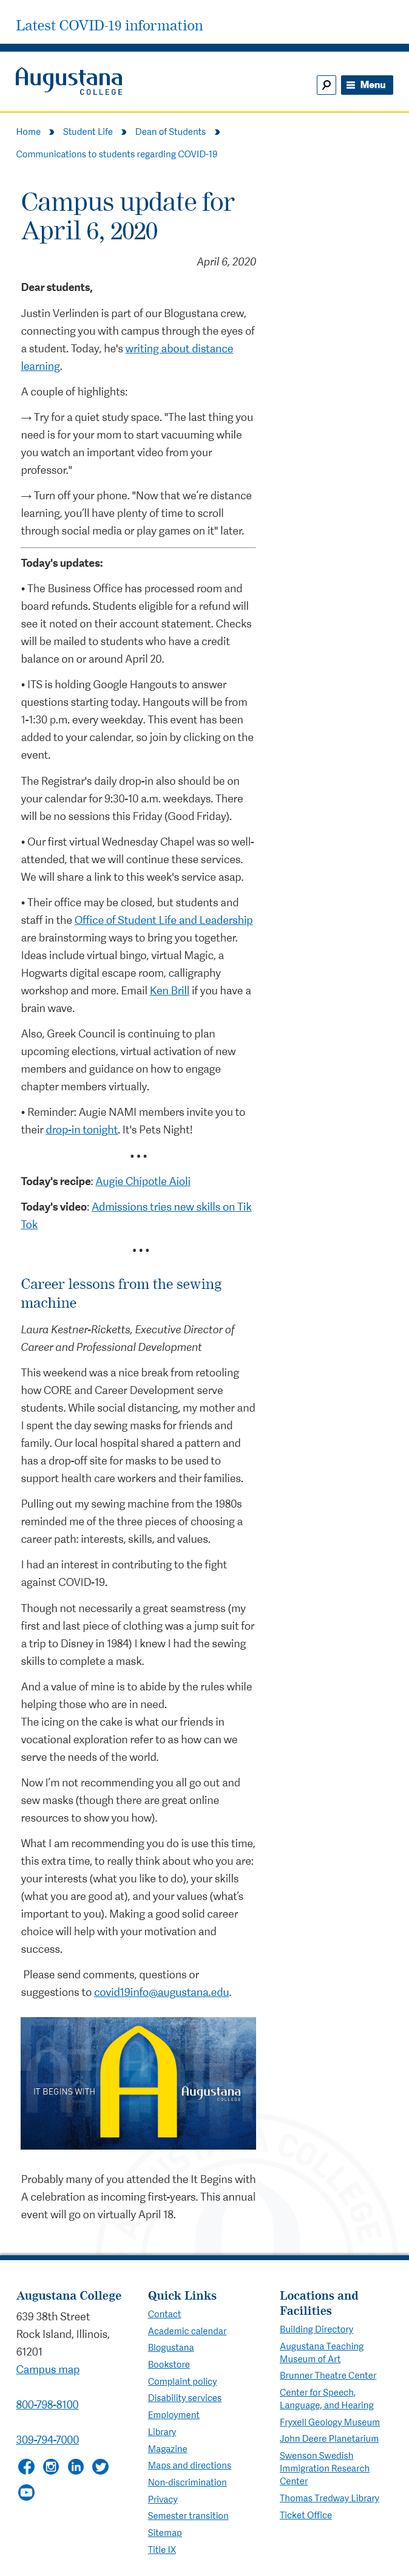 Latest COVID-19 information
Augustana
COLLEGE
Menu
Home › Student Life › Dean of Students ›
Communications to students regarding COVID-19
Campus update for
April 6, 2020
April 6, 2020
Dear students,
Justin Verlinden is part of our Blogustana crew,
connecting you with campus through the eyes of
a student. Today, he's writing about distance
learning.
A couple of highlights:
→ Try for a quiet study space. "The last thing you
need is for your mom to start vacuuming while
you watch an important video from your
professor."
→ Turn off your phone. "Now that we’re distance
learning, you’ll have plenty of time to scroll
through social media or play games on it" later.
Today's updates:
• The Business Office has processed room and
board refunds. Students eligible for a refund will
see it noted on their account statement. Checks
will be mailed to students who have a credit
balance on or around April 20.
• ITS is holding Google Hangouts to answer
questions starting today. Hangouts will be from
1-1:30 p.m. every weekday. This event has been
added to your calendar, so join by clicking on the
event.
The Registrar's daily drop-in also should be on
your calendar for 9:30-10 a.m. weekdays. There
will be no sessions this Friday (Good Friday).
• Our first virtual Wednesday Chapel was so well-
attended, that we will continue these services.
We will share a link to this week's service asap.
• Their office may be closed, but students and
staff in the Office of Student Life and Leadership
are brainstorming ways to bring you together.
Ideas include virtual bingo, virtual Magic, a
Hogwarts digital escape room, calligraphy
workshop and more. Email Ken Brill if you have a
brain wave.
Also, Greek Council is continuing to plan
upcoming elections, virtual activation of new
members and guidance on how to engage
chapter members virtually.
• Reminder: Augie NAMI members invite you to
their drop-in tonight. It's Pets Night!
• • •
Today's recipe: Augie Chipotle Aioli
Today's video: Admissions tries new skills on Tik
Tok
• • •
Career lessons from the sewing
machine
Laura Kestner-Ricketts, Executive Director of
Career and Professional Development
This weekend was a nice break from retooling
how CORE and Career Development serve
students. While social distancing, my mother and
I spent the day sewing masks for friends and
family. Our local hospital shared a pattern and
has a drop-off site for masks to be used to
support health care workers and their families.
Pulling out my sewing machine from the 1980s
reminded me of the three pieces of choosing a
career path: interests, skills, and values.
I had an interest in contributing to the fight
against COVID-19.
Though not necessarily a great seamstress (my
first and last piece of clothing was a jump suit for
a trip to Disney in 1984) I knew I had the sewing
skills to complete a mask.
And a value of mine is to abide by the rules while
helping those who are in need.
The icing on the cake is what our friends in
vocational exploration refer to as how can we
serve the needs of the world.
Now I’m not recommending you all go out and
sew masks (though there are great online
resources to show you how).
What I am recommending you do is use this time,
this extra time, to really think about who you are:
your interests (what you like to do), your skills
(what you are good at), and your values (what’s
important to you). Making a good solid career
choice will help with your motivation and
success.
Please send comments, questions or
suggestions to covid19info@augustana.edu.
IT BEGINS WITH
Augustana
COLLEGE
Probably many of you attended the It Begins with
A celebration as incoming first-years. This annual
event will go on virtually April 18.
Augustana College
639 38th Street
Rock Island, Illinois,
61201
Campus map
800-798-8100
309-794-7000
Quick Links
Contact
Academic calendar
Blogustana
Bookstore
Complaint policy
Disability services
Employment
Library
Magazine
Maps and directions
Non-discrimination
Privacy
Semester transition
Sitemap
Title IX
Locations and
Facilities
Building Directory
Augustana Teaching
Museum of Art
Brunner Theatre Center
Center for Speech,
Language, and Hearing
Fryxell Geology Museum
John Deere Planetarium
Swenson Swedish
Immigration Research
Center
Thomas Tredway Library
Ticket Office